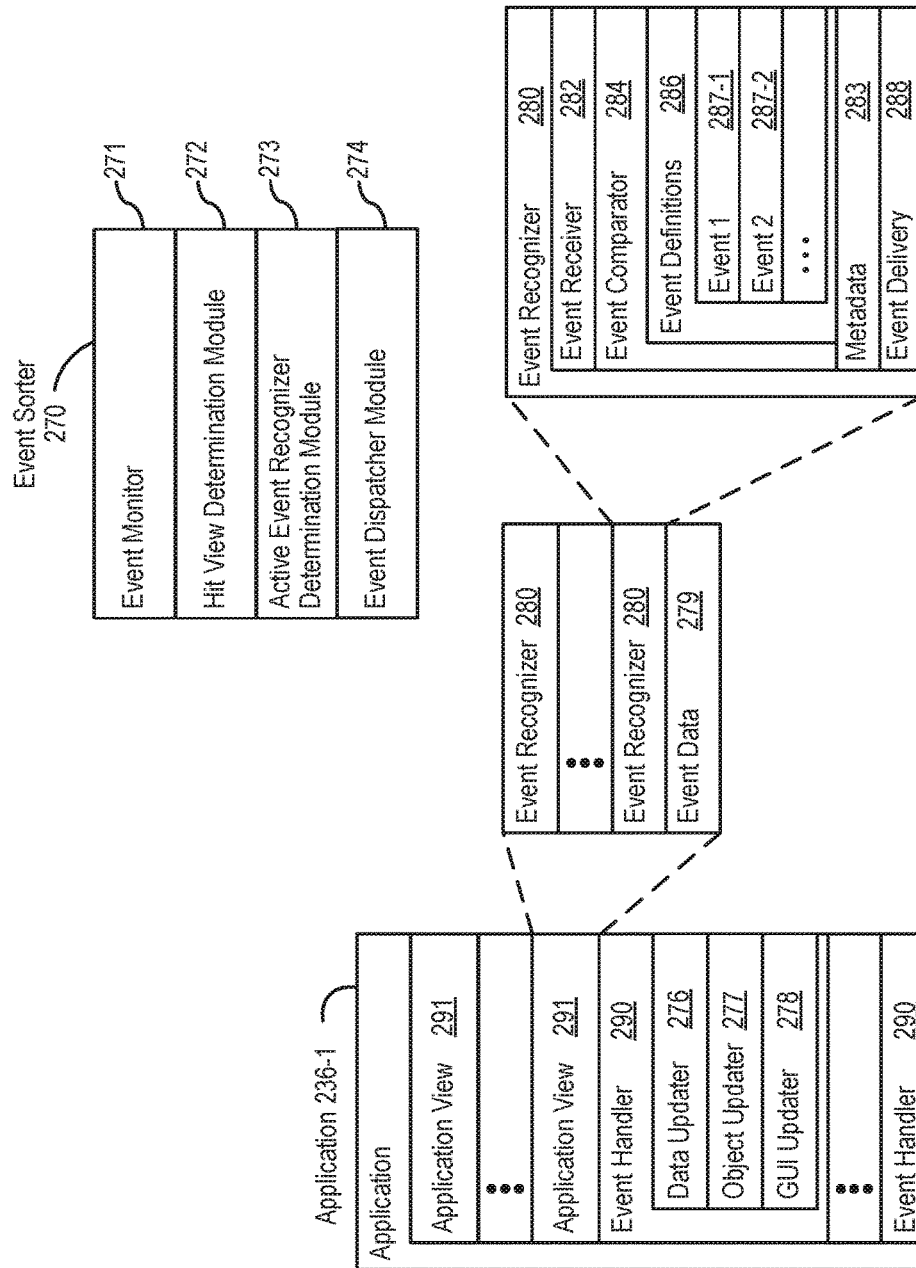 Event Sorter
270
Event Monitor
271
Hit View Determination Module
272
Active Event Recognizer
Determination Module
273
Event Dispatcher Module
274
Application 236-1
Application
Application View 291
•••
Application View 291
Event Handler 290
Data Updater 276
Object Updater 277
GUI Updater 278
•••
Event Handler 290
Event Recognizer 280
•••
Event Recognizer 280
Event Data 279
Event Recognizer 280
Event Receiver 282
Event Comparator 284
Event Definitions 286
Event 1 287-1
Event 2 287-2
•••
Metadata 283
Event Delivery 288